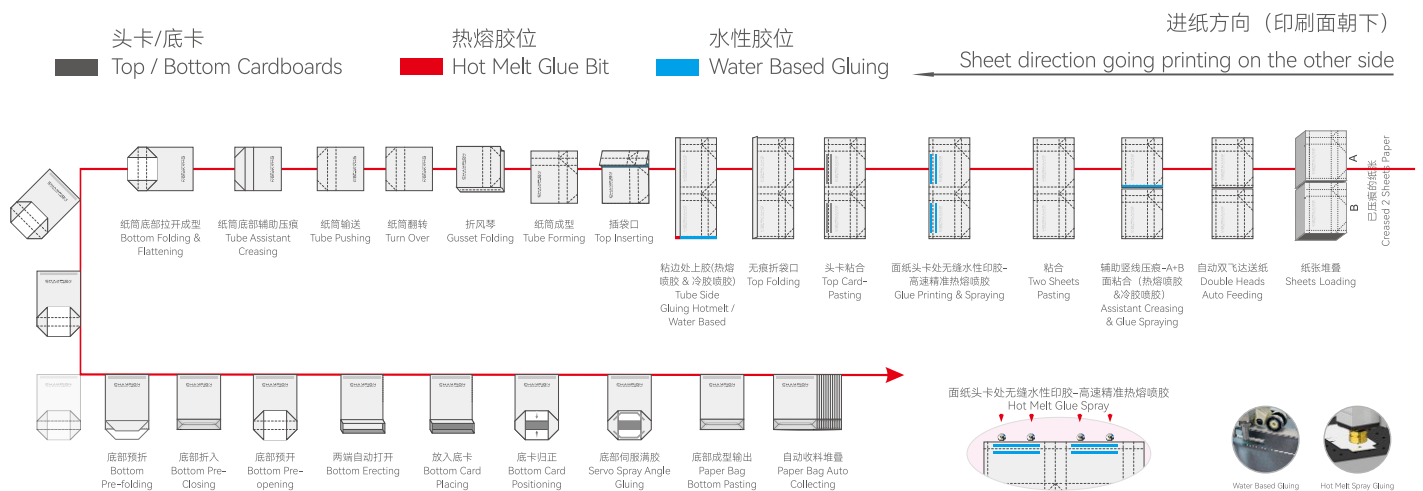 头卡/底卡
Top / Bottom Cardboards
热熔胶位
Hot Melt Glue Bit
水性胶位
Water Based Gluing
进纸方向（印刷面朝下）
Sheet direction going printing on the other side
纸筒底部拉开成型
Bottom Folding &
Flattening
纸筒底部辅助压痕
Tube Assistant
Creasing
纸筒输送
Tube Pushing
纸筒翻转
Turn Over
折风琴
Gusset Folding
纸筒成型
Tube Forming
插袋口
Top Inserting
粘边处上胶(热熔
喷胶 & 冷胶喷胶)
Tube Side
Gluing Hotmelt /
Water Based
无痕折袋口
Top Folding
头卡粘合
Top Card-
Pasting
面纸头卡处无缝水性印胶-
高速精准热熔喷胶
Glue Printing & Spraying
粘合
Two Sheets
Pasting
辅助竖线压痕-A+B
面粘合（热熔喷胶
&冷胶喷胶）
Assistant Creasing
& Glue Spraying
自动双飞达送纸
Double Heads
Auto Feeding
纸张堆叠
Sheets Loading
A
B
已压痕的纸张
Creased 2 Sheets Paper
CHAMPION
CHAMPION
CHAMPION
CHAMPION
CHAMPION
CHAMPION
CHAMPION
CHAMPION
底部预折
Bottom
Pre-folding
底部折入
Bottom Pre-
Closing
底部预开
Bottom Pre-
opening
两端自动打开
Bottom Erecting
放入底卡
Bottom Card
Placing
底卡归正
Bottom Card
Positioning
底部伺服满胶
Servo Spray Angle
Gluing
底部成型输出
Paper Bag
Bottom Pasting
自动收料堆叠
Paper Bag Auto
Collecting
面纸头卡处无缝水性印胶-高速精准热熔喷胶
Hot Melt Glue Spray
Water Based Gluing
Hot Melt Spray Gluing